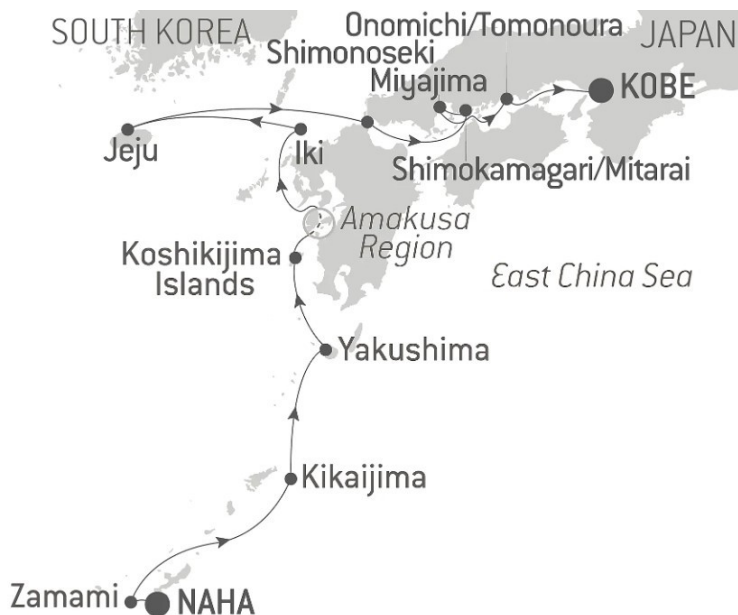 Onomichi/Tomonoura
SOUTH KOREA
JAPAN
Shimonoseki
Miyajima
KOBE
Jeju
Iki
Shimokamagari/Mitarai
Amakusa
Region
Koshikijima
Islands
East China Sea
Yakushima
Kikaijima
Zamami
NAHA